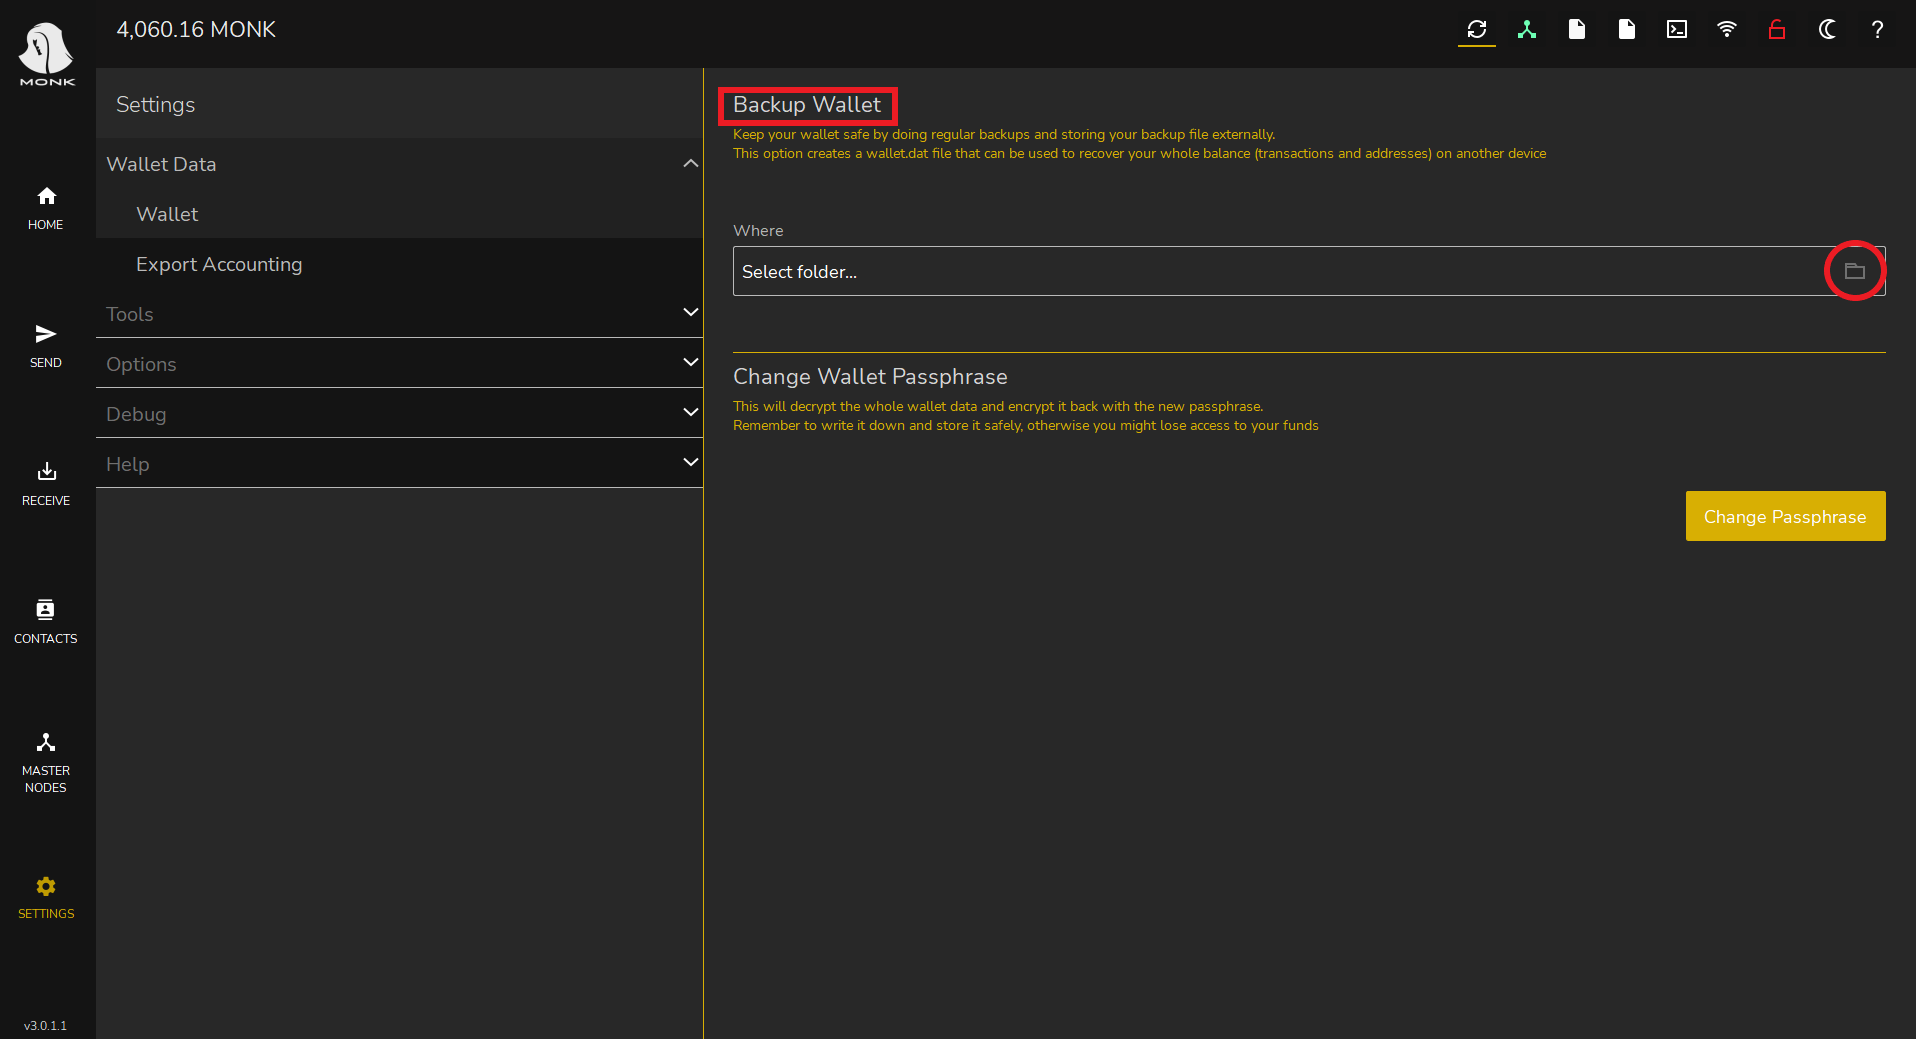 MONK
4,060.16 MONK
HOME
SEND
RECEIVE
CONTACTS
MASTER
NODES
SETTINGS
v3.0.1.1
Settings
Wallet Data
Wallet
Export Accounting
Tools
Options
Debug
Help
Backup Wallet
Keep your wallet safe by doing regular backups and storing your backup file externally.
This option creates a wallet.dat file that can be used to recover your whole balance (transactions and addresses) on another device
Where
Select folder...
Change Wallet Passphrase
This will decrypt the whole wallet data and encrypt it back with the new passphrase.
Remember to write it down and store it safely, otherwise you might lose access to your funds
Change Passphrase